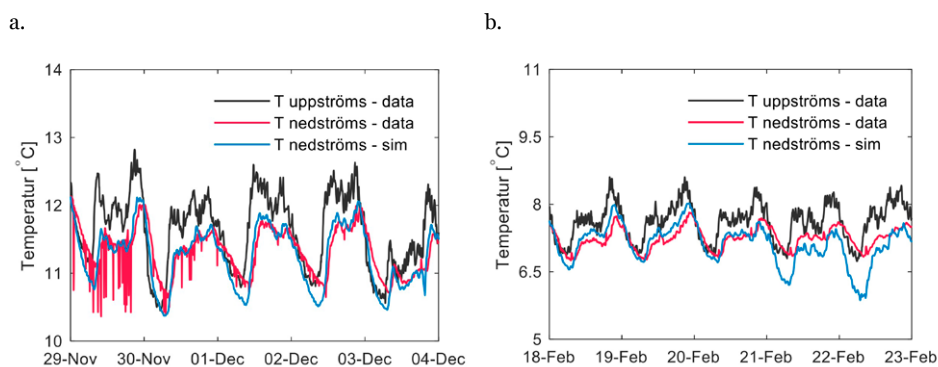 a.
14
13
12
11
10
Temperatur [°C]
T uppströms - data
T nedströms - data
T nedströms - sim
29-Nov 30-Nov 01-Dec 02-Dec 03-Dec 04-Dec
b.
11
9.5
8
6.5
5
Temperatur [°C]
T uppströms - data
T nedströms - data
T nedströms - sim
18-Feb 19-Feb 20-Feb 21-Feb 22-Feb 23-Feb